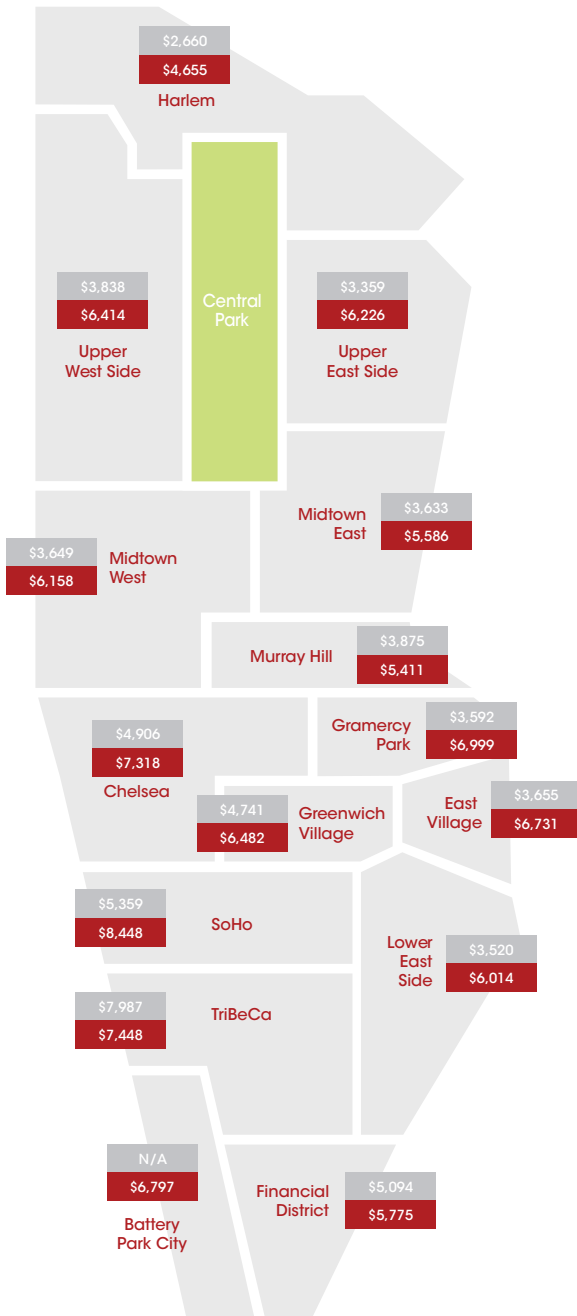 $2,660
$4,655
Harlem
$3,838
$6,414
Upper
West Side
Central
Park
$3,359
$6,226
Upper
East Side
Midtown
East
$3,633
$5,586
$3,649
$6,158
Midtown
West
Murray Hill
$3,875
$5,411
$4,906
$7,318
Chelsea
Gramercy
Park
$3,592
$6,999
$4,741
$6,482
Greenwich
Village
East
Village
$3,655
$6,731
$5,359
$8,448
SoHo
Lower
East
Side
$3,520
$6,014
$7,987
$7,448
TriBeCa
N/A
$6,797
Battery
Park City
Financial
District
$5,094
$5,775